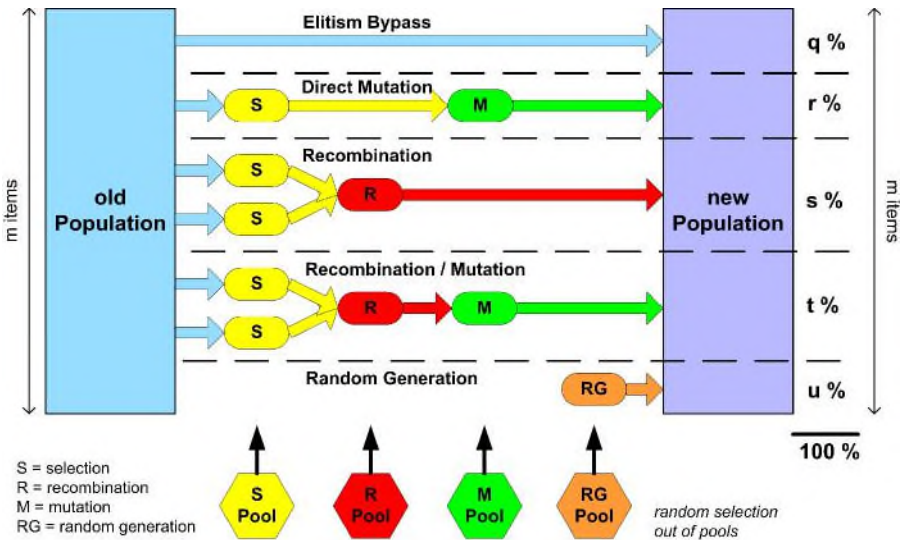 Elitism Bypass
q %
Direct Mutation
S
M
r %
Recombination
S
S
R
s %
m items
old
Population
new
Population
m items
Recombination / Mutation
S
S
R
M
t %
Random Generation
RG
u %
100 %
S = selection
R = recombination
M = mutation
RG = random generation
S
Pool
R
Pool
M
Pool
RG
Pool
random selection
out of pools